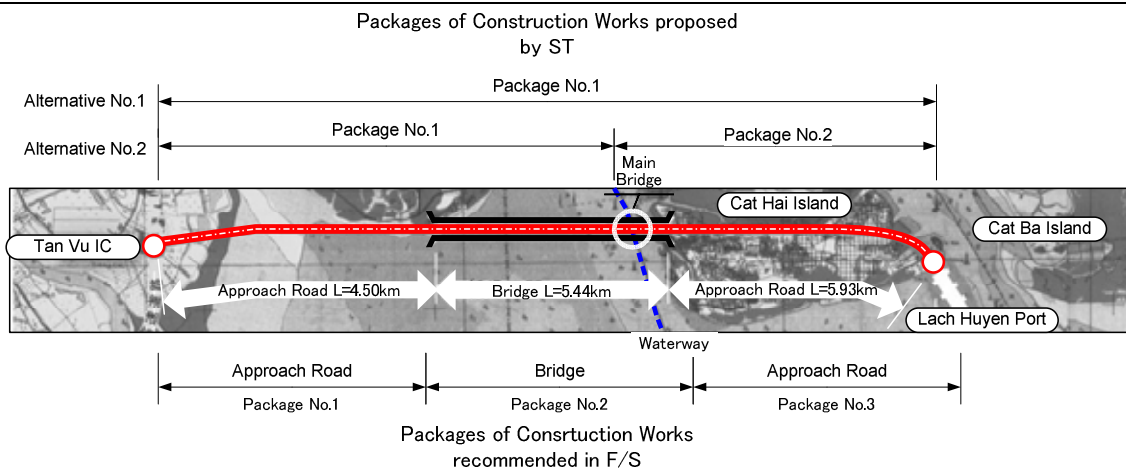 Packages of Construction Works proposed
by ST
Package No.1
Alternative No.1
Package No.1
Package No.2
Alternative No.2
Main
Bridge
Cat Hai Island
Cat Ba Island
Tan Vu IC
Approach Road L=4.50km
Bridge L=5.44km
Approach Road L=5.93km
Lach Huyen Port
Waterway
Approach Road
Bridge
Approach Road
Package No.1
Package No.2
Package No.3
Packages of Consrtuction Works
recommended in F/S